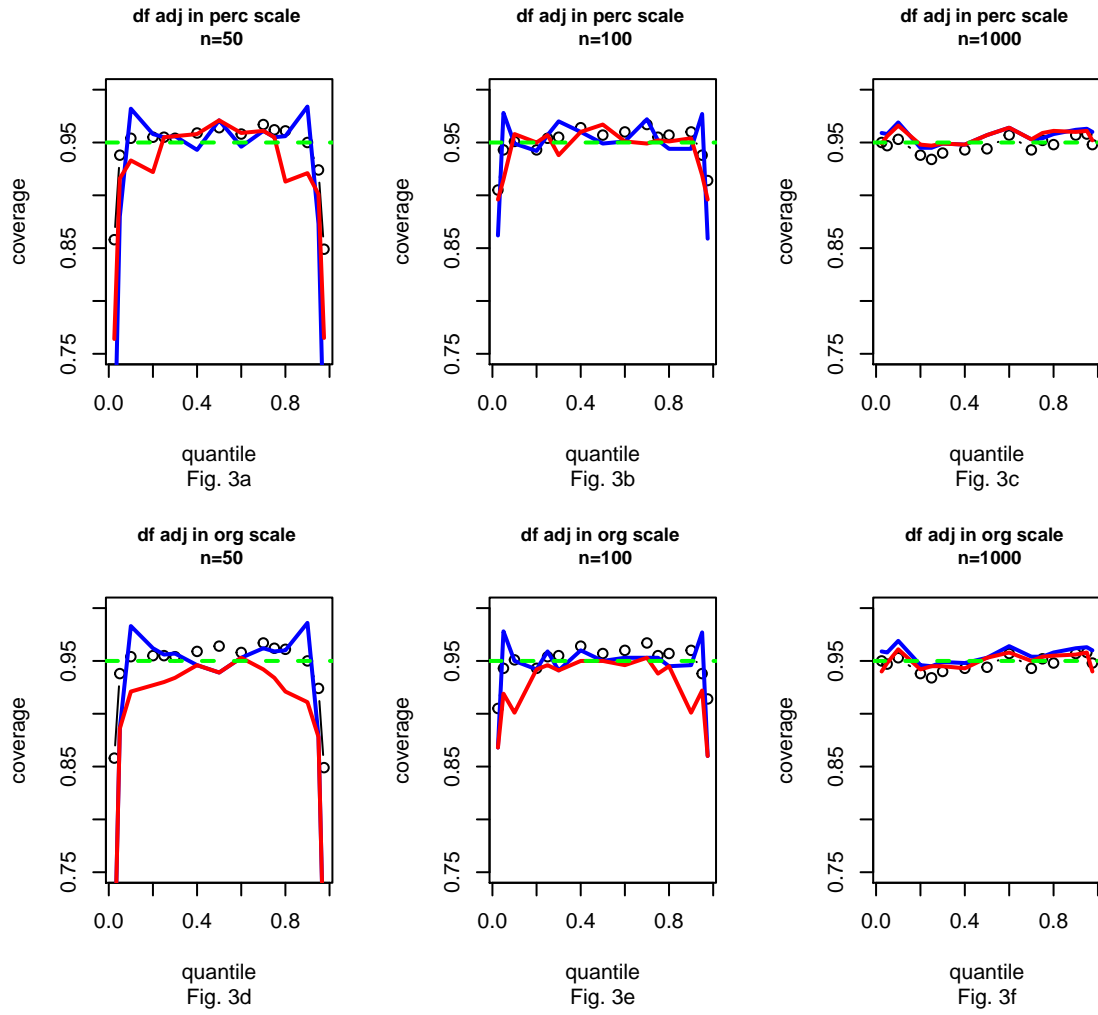 df adj in perc scale
n=50
coverage
0.75 0.85 0.95
0.0 0.4 0.8
quantile
Fig. 3a
df adj in perc scale
n=100
coverage
0.75 0.85 0.95
0.0 0.4 0.8
quantile
Fig. 3b
df adj in perc scale
n=1000
coverage
0.75 0.85 0.95
0.0 0.4 0.8
quantile
Fig. 3c
df adj in org scale
n=50
coverage
0.75 0.85 0.95
0.0 0.4 0.8
quantile
Fig. 3d
df adj in org scale
n=100
coverage
0.75 0.85 0.95
0.0 0.4 0.8
quantile
Fig. 3e
df adj in org scale
n=1000
coverage
0.75 0.85 0.95
0.0 0.4 0.8
quantile
Fig. 3f